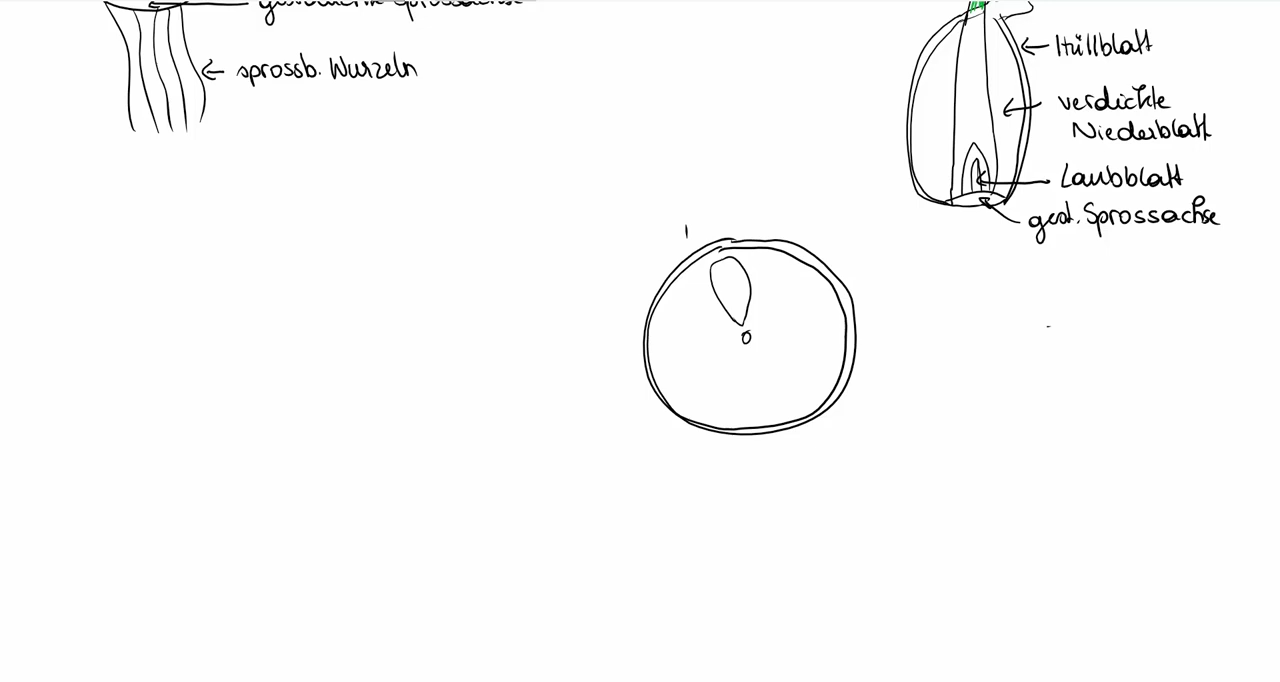 sprossb. Wurzeln
Hüllblatt
verdickte
Niederblatt
Laubblatt
gest. Sprossachse